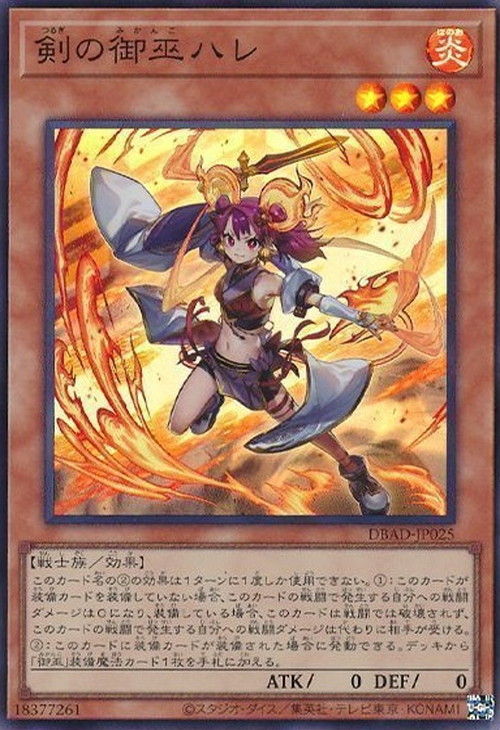 つるぎ みかんこ
剣の御巫ハレ
ほのお
炎
DBAD-JP025
【戦士族／効果】
このカード名の②の効果は1ターンに1度しか使用できない。①：このカードが
装備カードを装備していない場合、このカードの戦闘で発生する自分への戦闘
ダメージは0になり、装備している場合、このカードは戦闘では破壊されず、
このカードの戦闘で発生する自分への戦闘ダメージは代わりに相手が受ける。
②：このカードに装備カードが装備された場合に発動できる。デッキから
「御巫」装備魔法カード1枚を手札に加える。
ATK/ 0 DEF/ 0
18377261 ©スタジオ・ダイス／集英社・テレビ東京・KONAMI